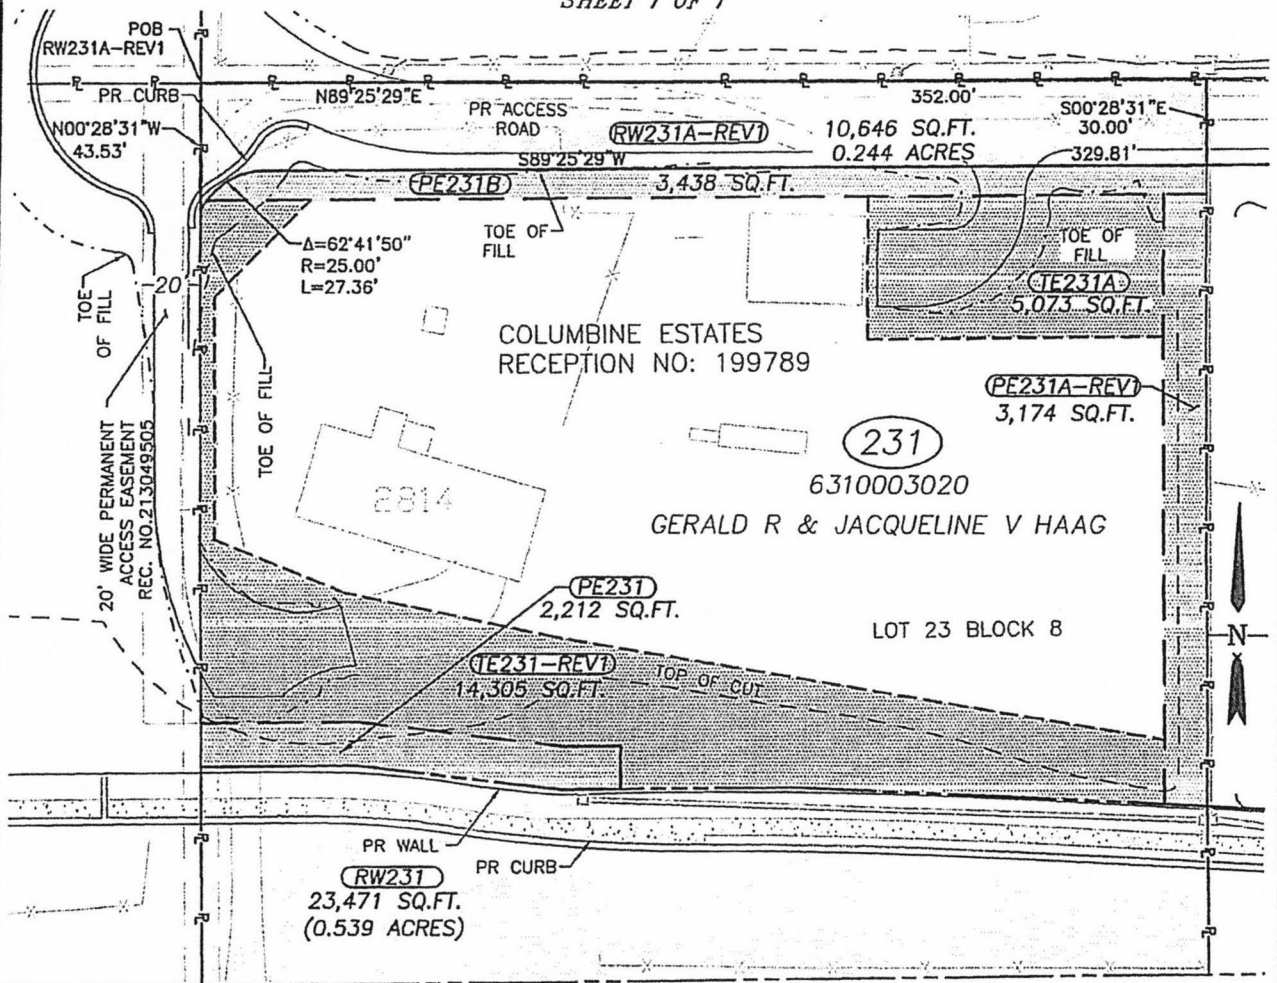 SHEET 1 OF 1
POB
RW231A-REV1
PR CURB
N89°25'29"E
PR ACCESS
ROAD
RW231A-REV1
10,646 SQ.FT.
0.244 ACRES
352.00'
S00°28'31"E
30.00'
329.81'
N00°28'31"W
43.53'
S89°25'29"W
PE231B
3,438 SQ.FT.
Δ=62°41'50"
R=25.00'
L=27.36'
TOE OF
FILL
TOE OF
FILL
TE231A
5,073 SQ.FT.
20'
TOE
OF FILL
TOE OF FILL
COLUMBINE ESTATES
RECEPTION NO: 199789
PE231A-REV1
3,174 SQ.FT.
20' WIDE PERMANENT
ACCESS EASEMENT
REC. NO.213049505
231
6310003020
GERALD R & JACQUELINE V HAAG
2814
PE231
2,212 SQ.FT.
LOT 23 BLOCK 8
N
TE231-REV1
14,305 SQ.FT.
TOP OF CUT
PR WALL
PR CURB
RW231
23,471 SQ.FT.
(0.539 ACRES)